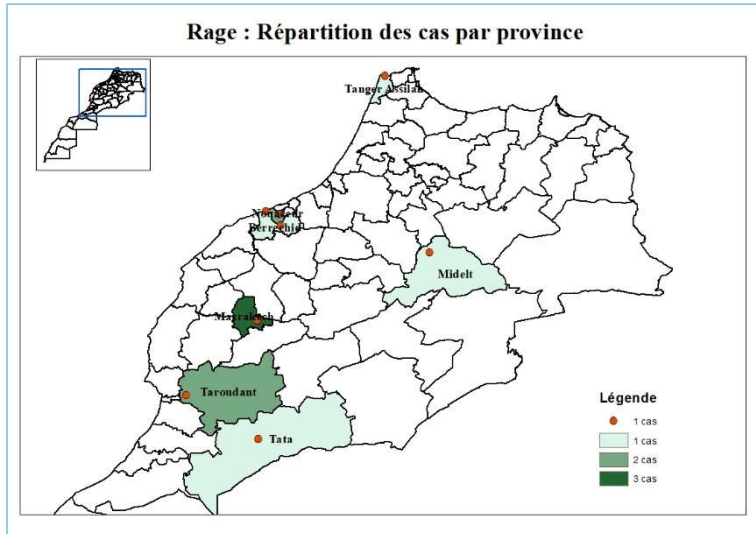 Rage : Répartition des cas par province
Tanger Assilah
Nouaceur
Berrechid
Midelt
Marrakech
Taroudant
Tata
Légende
1 cas
1 cas
2 cas
3 cas